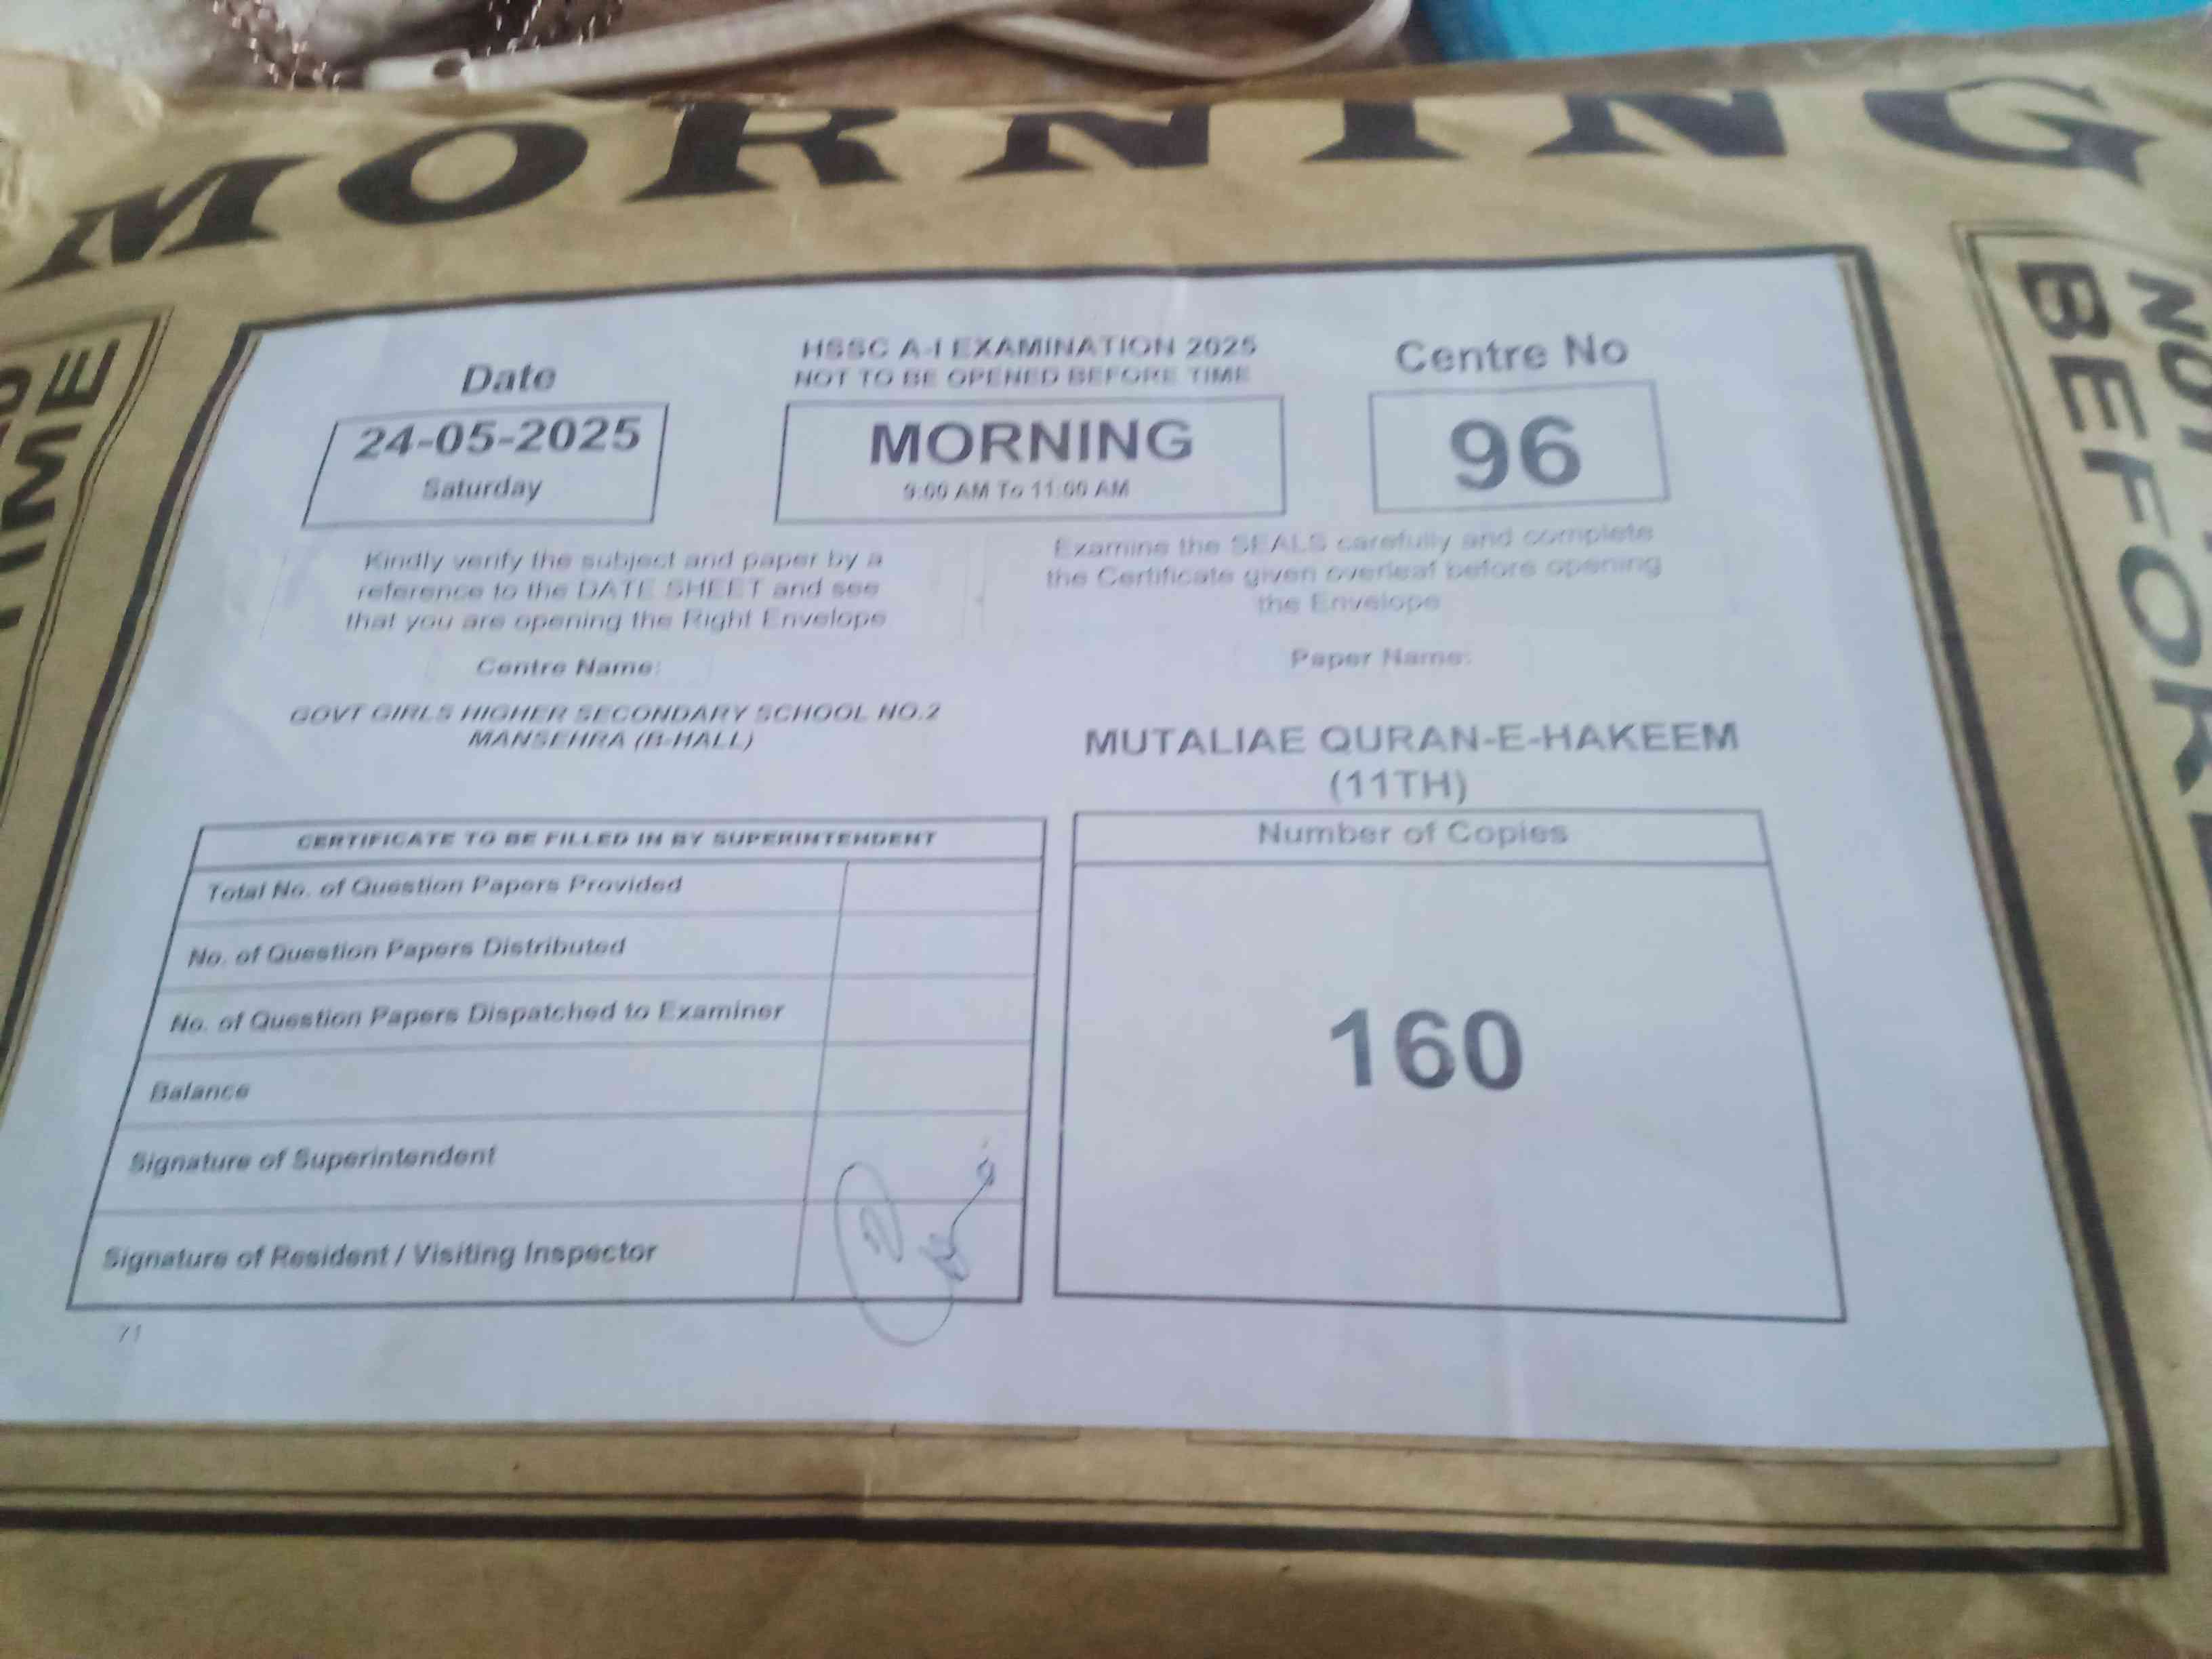 MORNING
TIME
NOT
BEFORE
HSSC A-I EXAMINATION 2025
NOT TO BE OPENED BEFORE TIME
Date
24-05-2025
Saturday
MORNING
9:00 AM To 11:00 AM
Centre No
96
Kindly verify the subject and paper by a
reference to the DATE SHEET and see
that you are opening the Right Envelope
Examine the SEALS carefully and complete
the Certificate given overleaf before opening
the Envelope
Centre Name:
GOVT GIRLS HIGHER SECONDARY SCHOOL NO.2
MANSEHRA (B-HALL)
Paper Name:
MUTALIAE QURAN-E-HAKEEM
(11TH)
CERTIFICATE TO BE FILLED IN BY SUPERINTENDENT
Total No. of Question Papers Provided
No. of Question Papers Distributed
No. of Question Papers Dispatched to Examiner
Balance
Signature of Superintendent
Signature of Resident / Visiting Inspector
Number of Copies
160
71